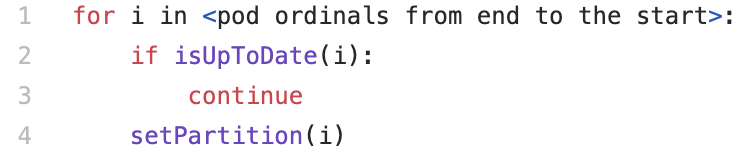 1 for i in <pod ordinals from end to the start>:
2 if isUpToDate(i):
3 continue
4 setPartition(i)